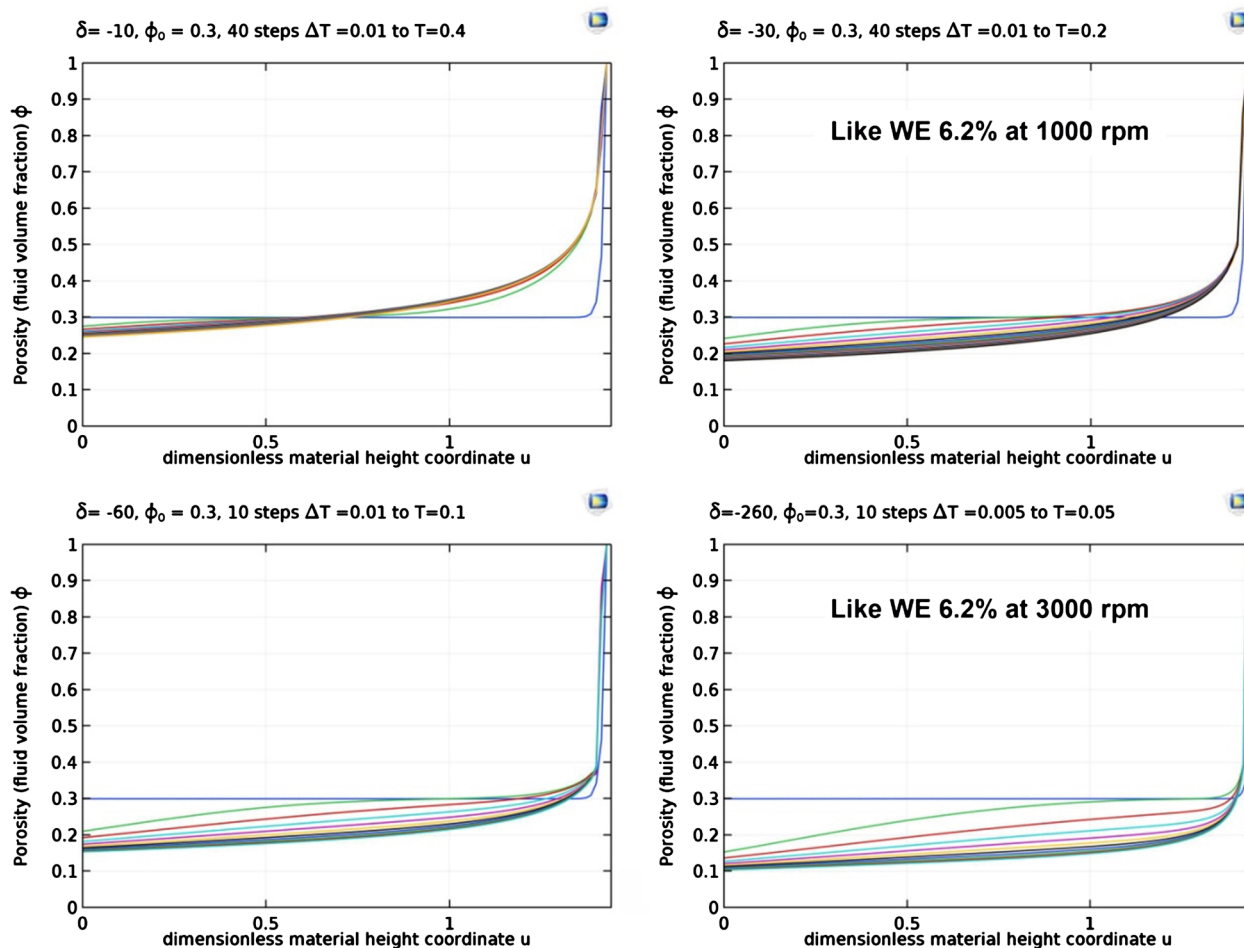 δ= -10, ϕ₀ = 0.3, 40 steps ΔT =0.01 to T=0.4
1
0.9
0.8
0.7
0.6
0.5
0.4
0.3
0.2
0.1
0
Porosity (fluid volume fraction) ϕ
0 0.5 1
dimensionless material height coordinate u
δ= -30, ϕ₀ = 0.3, 40 steps ΔT =0.01 to T=0.2
Like WE 6.2% at 1000 rpm
1
0.9
0.8
0.7
0.6
0.5
0.4
0.3
0.2
0.1
0
Porosity (fluid volume fraction) ϕ
0 0.5 1
dimensionless material height coordinate u
δ= -60, ϕ₀ = 0.3, 10 steps ΔT =0.01 to T=0.1
1
0.9
0.8
0.7
0.6
0.5
0.4
0.3
0.2
0.1
0
Porosity (fluid volume fraction) ϕ
0 0.5 1
dimensionless material height coordinate u
δ=-260, ϕ₀=0.3, 10 steps ΔT =0.005 to T=0.05
Like WE 6.2% at 3000 rpm
1
0.9
0.8
0.7
0.6
0.5
0.4
0.3
0.2
0.1
0
Porosity (fluid volume fraction) ϕ
0 0.5 1
dimensionless material height coordinate u